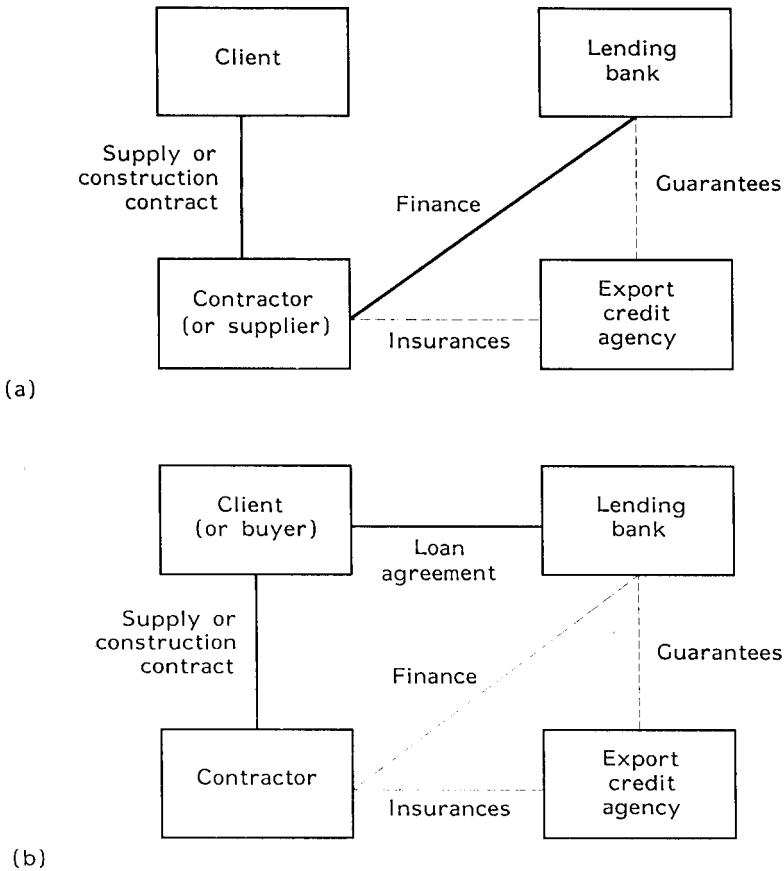 Client
Lending
bank
Supply or
construction
contract
Finance
Guarantees
Contractor
(or supplier)
Insurances
Export
credit
agency
(a)
Client
(or buyer)
Loan
agreement
Lending
bank
Supply or
construction
contract
Finance
Guarantees
Contractor
Insurances
Export
credit
agency
(b)